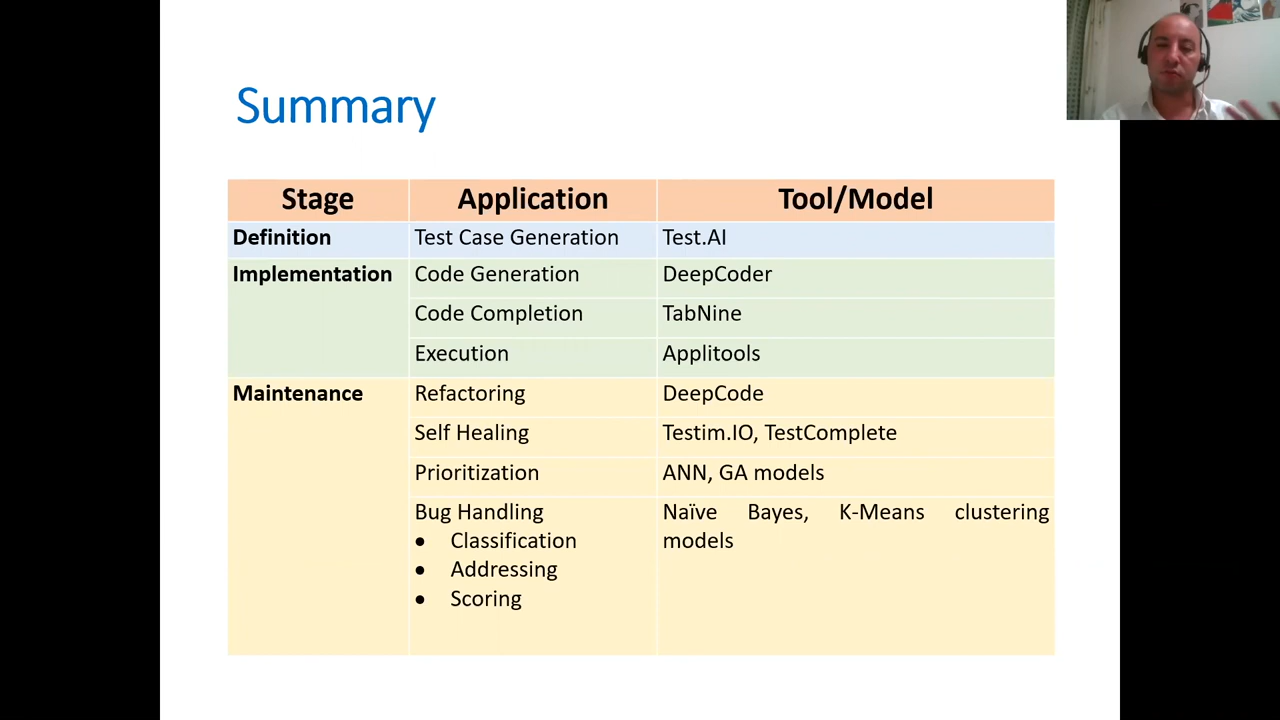 Summary
Stage Application Tool/Model
Definition Test Case Generation Test.AI
Implementation Code Generation DeepCoder
Code Completion TabNine
Execution Applitools
Maintenance Refactoring DeepCode
Self Healing Testim.IO, TestComplete
Prioritization ANN, GA models
Bug Handling Naïve Bayes, K-Means clustering
● Classification models
● Addressing
● Scoring